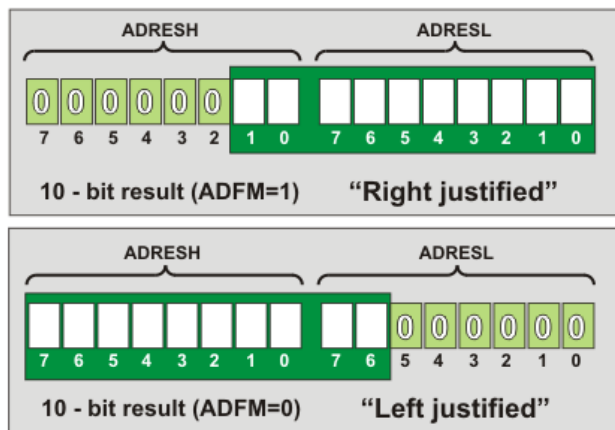 ADRESH ADRESL
0 0 0 0 0 0
7 6 5 4 3 2 1 0 7 6 5 4 3 2 1 0
10 - bit result (ADFM=1) “Right justified”
ADRESH ADRESL
0 0 0 0 0 0
7 6 5 4 3 2 1 0 7 6 5 4 3 2 1 0
10 - bit result (ADFM=0) “Left justified”